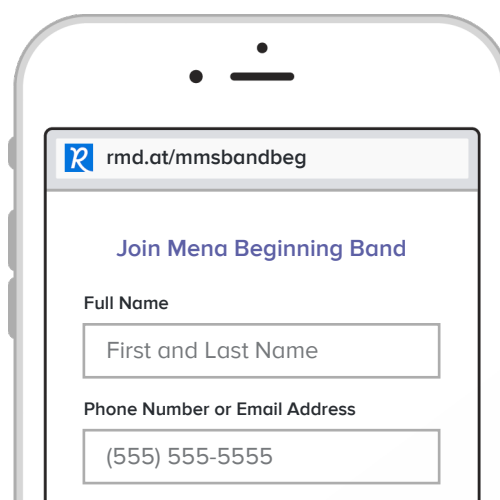 rmd.at/mmsbandbeg
Join Mena Beginning Band
Full Name
First and Last Name
Phone Number or Email Address
(555) 555-5555